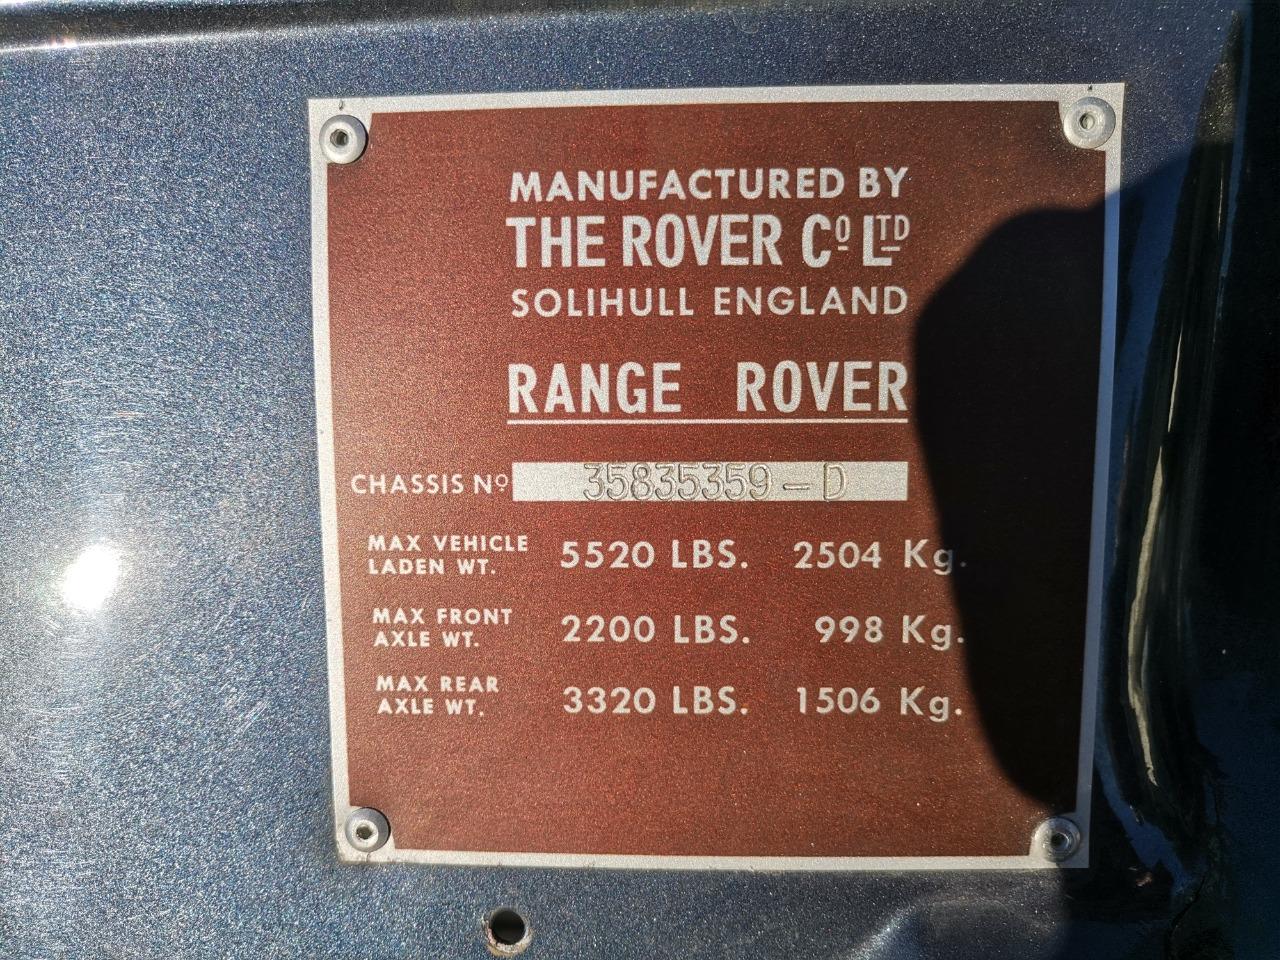 MANUFACTURED BY
THE ROVER Cº LTD
SOLIHULL ENGLAND
RANGE ROVER
CHASSIS Nº 35835359-D
MAX VEHICLE LADEN WT. 5520 LBS. 2504 Kg.
MAX FRONT AXLE WT. 2200 LBS. 998 Kg.
MAX REAR AXLE WT. 3320 LBS. 1506 Kg.